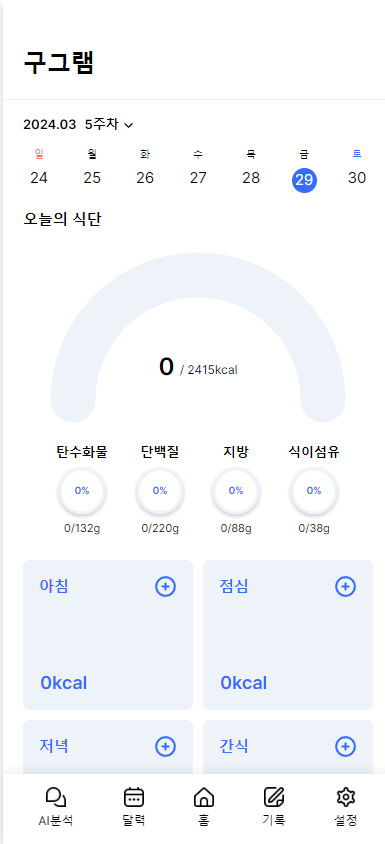 구그램
2024.03 5주차
일 월 화 수 목 금 토
24 25 26 27 28 29 30
오늘의 식단
0 / 2415kcal
탄수화물 단백질 지방 식이섬유
0% 0% 0% 0%
0/132g 0/220g 0/88g 0/38g
아침 점심
0kcal 0kcal
저녁 간식
AI분석 달력 홈 기록 설정